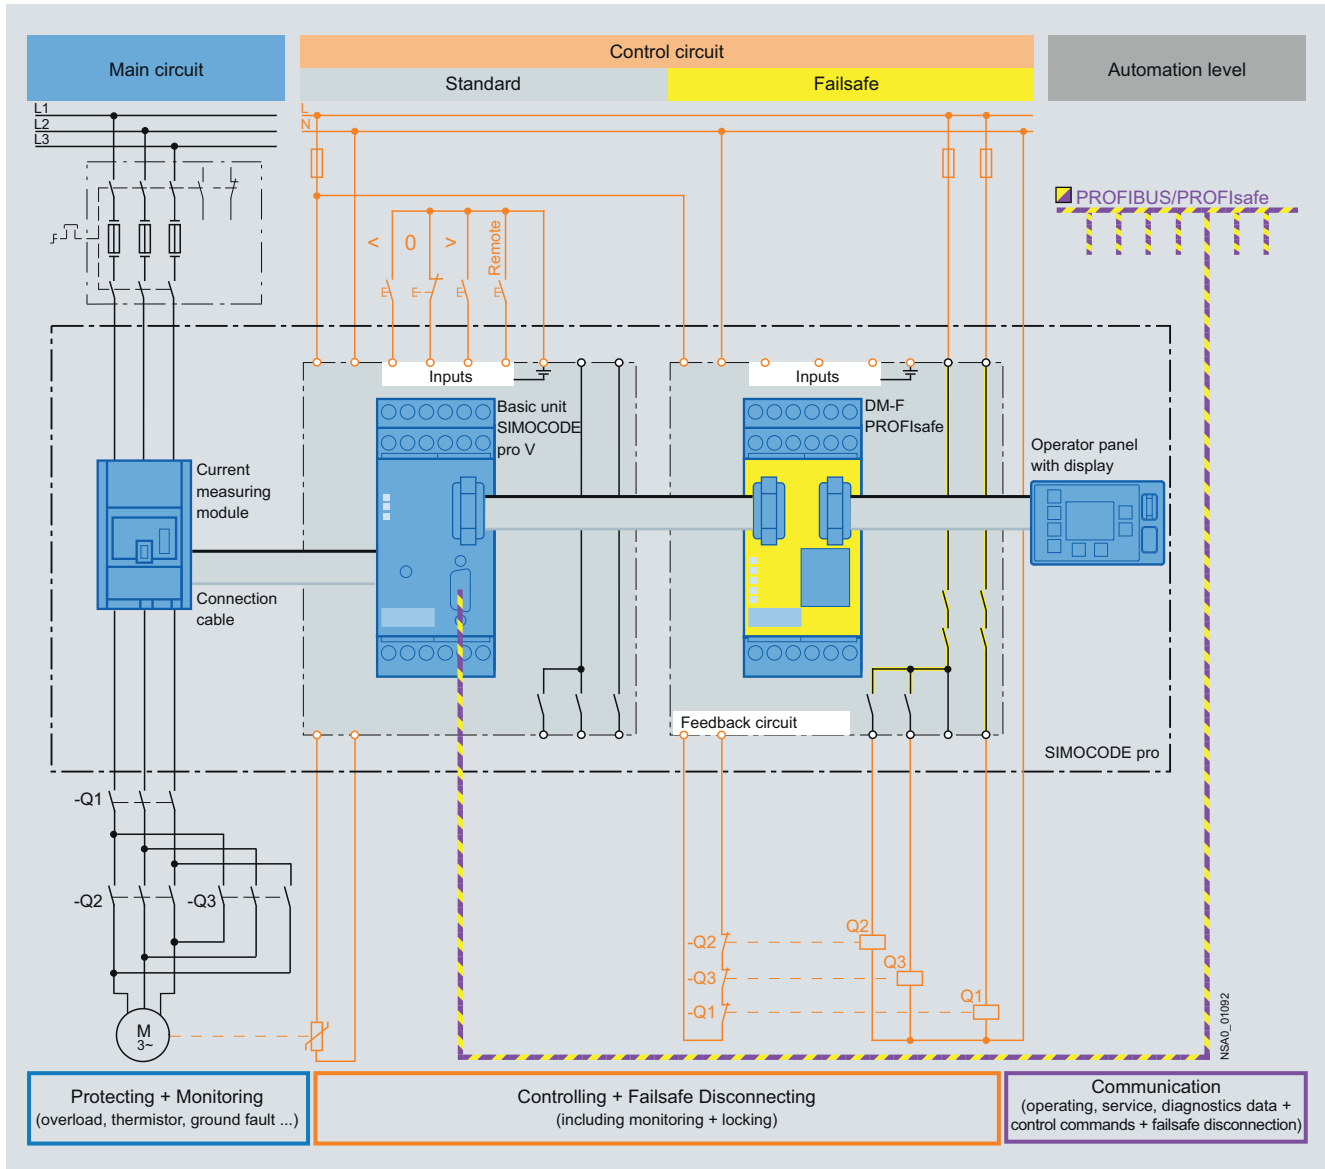 Main circuit
Control circuit
Standard
Failsafe
Automation level
L1
L2
L3
L
N
PROFIBUS/PROFIsafe
<
0
>
Remote
Inputs
Inputs
Basic unit
SIMOCODE
pro V
DM-F
PROFIsafe
Operator panel
with display
Current
measuring
module
Connection
cable
Feedback circuit
SIMOCODE pro
-Q1
-Q2
-Q3
Q2
-Q2
Q3
-Q3
Q1
-Q1
M
3~
NSA0_01092
Protecting + Monitoring
(overload, thermistor, ground fault ...)
Controlling + Failsafe Disconnecting
(including monitoring + locking)
Communication
(operating, service, diagnostics data +
control commands + failsafe disconnection)